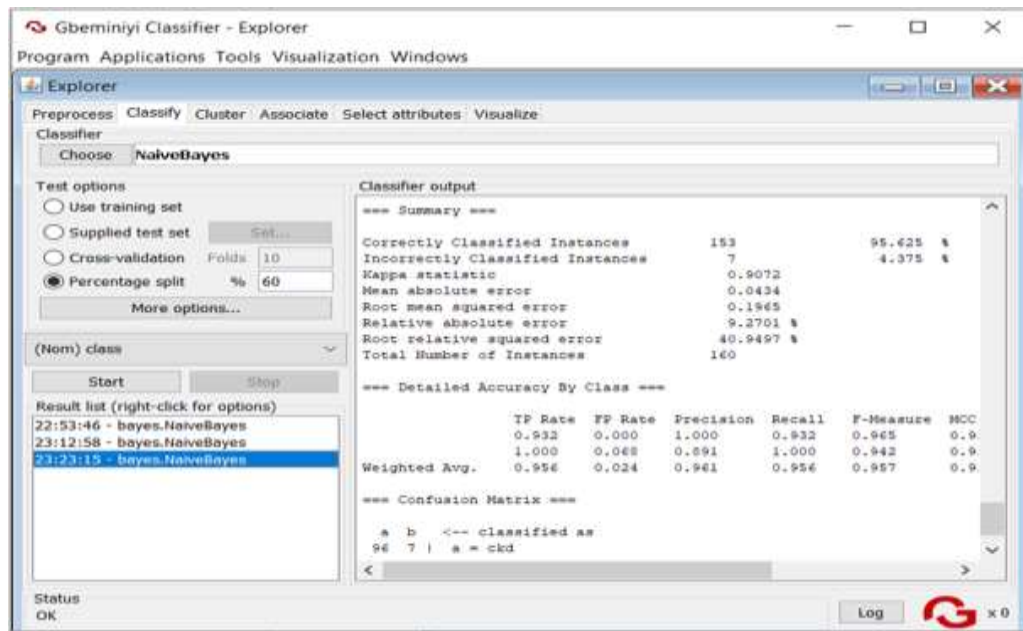 Gbeminiyi Classifier - Explorer
Program Applications Tools Visualization Windows
Explorer
Preprocess Classify Cluster Associate Select attributes Visualize
Classifier
Choose NaiveBayes
Test options
Use training set
Supplied test set Set...
Cross-validation Folds 10
Percentage split % 60
More options...
(Nom) class
Start Stop
Result list (right-click for options)
22:53:46 - bayes.NaiveBayes
23:12:58 - bayes.NaiveBayes
23:23:15 - bayes.NaiveBayes
Classifier output
=== Summary ===
Correctly Classified Instances 153 95.625 %
Incorrectly Classified Instances 7 4.375 %
Kappa statistic 0.9072
Mean absolute error 0.0434
Root mean squared error 0.1965
Relative absolute error 9.2701 %
Root relative squared error 40.9497 %
Total Number of Instances 160
=== Detailed Accuracy By Class ===
TP Rate FP Rate Precision Recall F-Measure MCC
0.932 0.000 1.000 0.932 0.965 0.9
1.000 0.068 0.891 1.000 0.942 0.9
Weighted Avg. 0.956 0.024 0.961 0.956 0.957 0.9
=== Confusion Matrix ===
a b <-- classified as
96 7 | a = ckd
Status
OK
Log x 0